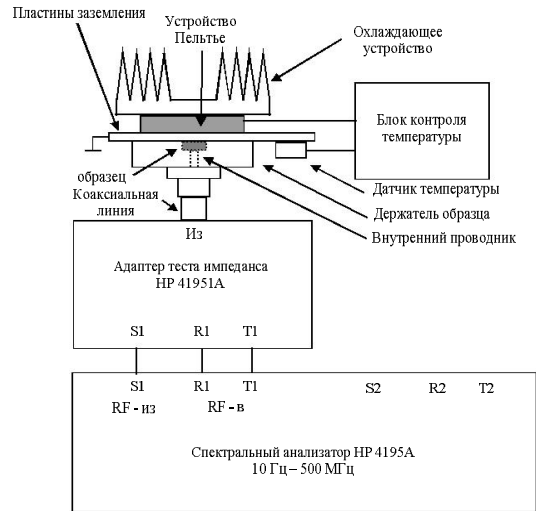 Пластины заземления
Устройство
Пельтье
Охлаждающее
устройство
Блок контроля
температуры
образец
Коаксиальная
линия
Датчик температуры
Держатель образца
Внутренний проводник
Из
Адаптер теста импеданса
HP 41951A
S1 R1 T1
S1 R1 T1 S2 R2 T2
RF - из RF - в
Спектральный анализатор HP 4195A
10 Гц – 500 МГц